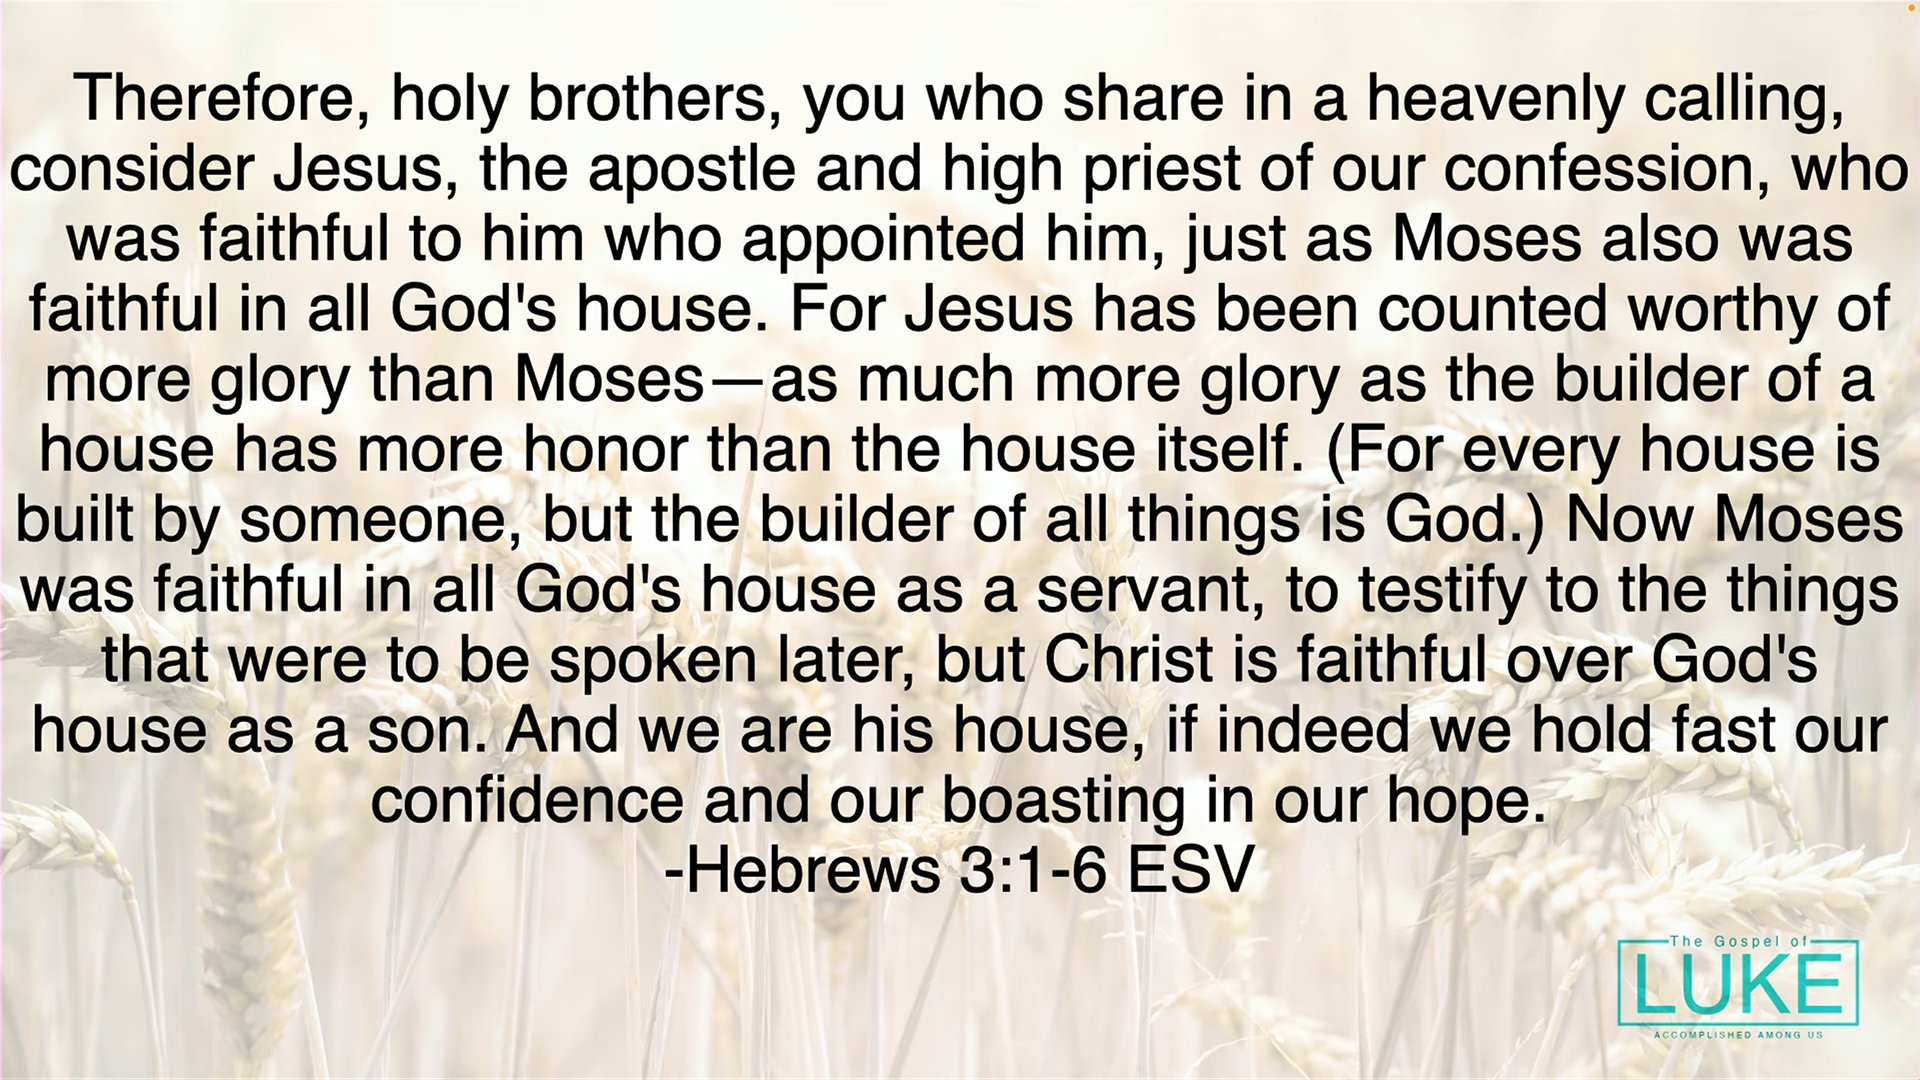 Therefore, holy brothers, you who share in a heavenly calling,
consider Jesus, the apostle and high priest of our confession, who
was faithful to him who appointed him, just as Moses also was
faithful in all God's house. For Jesus has been counted worthy of
more glory than Moses—as much more glory as the builder of a
house has more honor than the house itself. (For every house is
built by someone, but the builder of all things is God.) Now Moses
was faithful in all God's house as a servant, to testify to the things
that were to be spoken later, but Christ is faithful over God's
house as a son. And we are his house, if indeed we hold fast our
confidence and our boasting in our hope.
-Hebrews 3:1-6 ESV
The Gospel of
LUKE
ACCOMPLISHED AMONG US